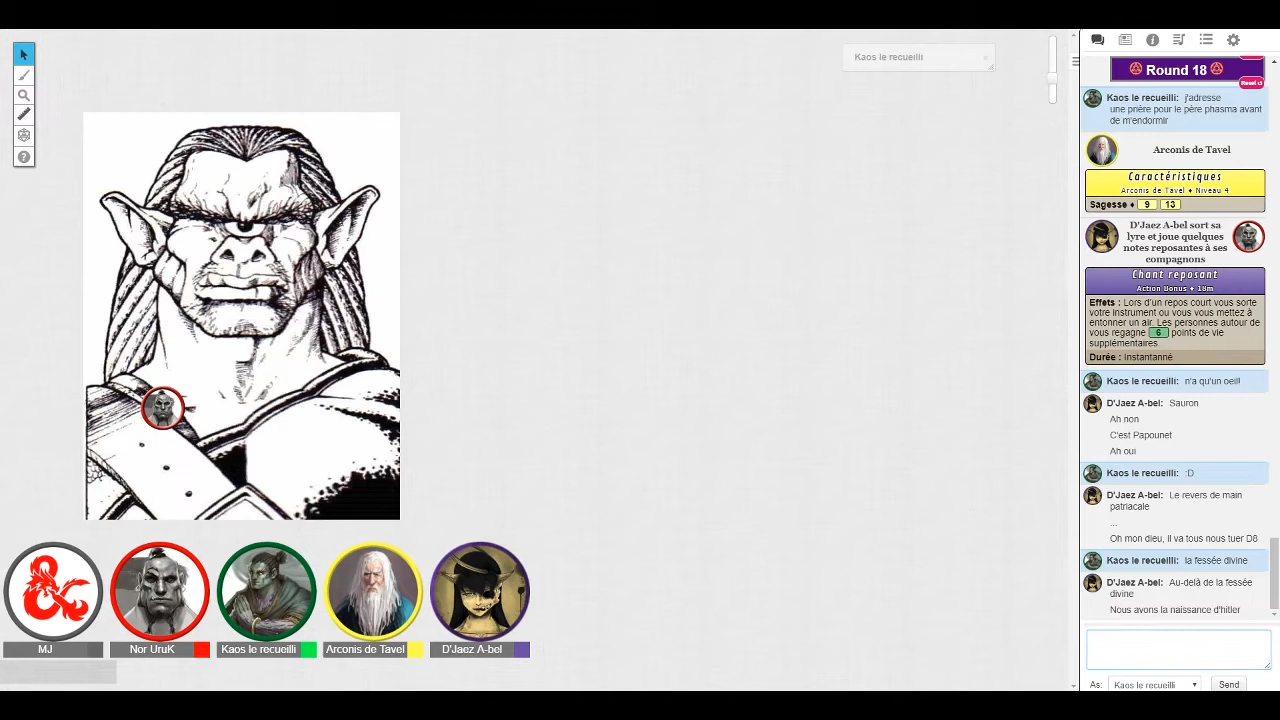 Kaos le recueilli
Round 18
Round 18
Kaos le recueilli: j'adresse
une prière pour le père phasma avant
de m'endormir
Arconis de Tavel
Caractéristiques
Arconis de Tavel ♦ Niveau 4
Sagesse ♦ 9 13
D'Jaez A-bel sort sa
lyre et joue quelques
notes reposantes à ses
compagnons
Chant reposant
Action Bonus ♦ 18m
Effets : Lors d'un repos court vous sorte
votre instrument ou vous vous mettez à
entonner un air. Les personnes autour de
vous regagne 6 points de vie
supplémentaires.
Durée : Instantanné
Kaos le recueilli: n'a qu'un oeil!
D'Jaez A-bel: Sauron
Ah non
C'est Papounet
Ah oui
Kaos le recueilli: :D
D'Jaez A-bel: Le revers de main
patriacale
...
Oh mon dieu, Il va tous nous tuer D8
Kaos le recueilli: la fessée divine
D'Jaez A-bel: Au-delà de la fessée
divine
Nous avons la naissance d'hitler
MJ
Nor UruK
Kaos le recueilli
Arconis de Tavel
D'Jaez A-bel
As: Kaos le recueilli
Send